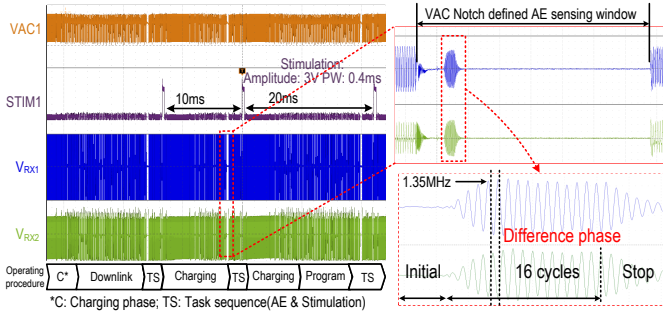 VAC1
STIM1
Stimulation:
Amplitude: 3V PW: 0.4ms
10ms
20ms
VRX1
VRX2
Operating procedure
C*
Downlink
TS
Charging
TS
Charging
Program
TS
*C: Charging phase; TS: Task sequence(AE & Stimulation)
VAC Notch defined AE sensing window
1.35MHz
Difference phase
Initial
16 cycles
Stop